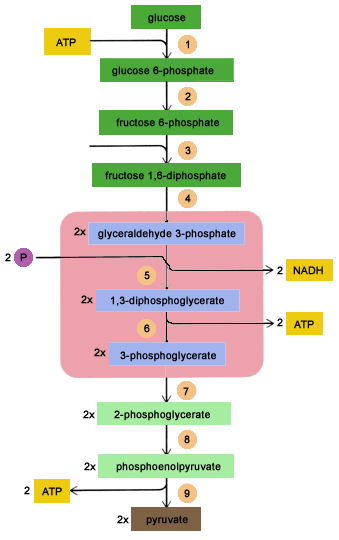 glucose
ATP
1
glucose 6-phosphate
2
fructose 6-phosphate
3
fructose 1,6-diphosphate
4
2x glyceraldehyde 3-phosphate
2 P
2 NADH
5
2x 1,3-diphosphoglycerate
6
2 ATP
2x 3-phosphoglycerate
7
2x 2-phosphoglycerate
8
2x phosphoenolpyruvate
2 ATP
9
2x pyruvate